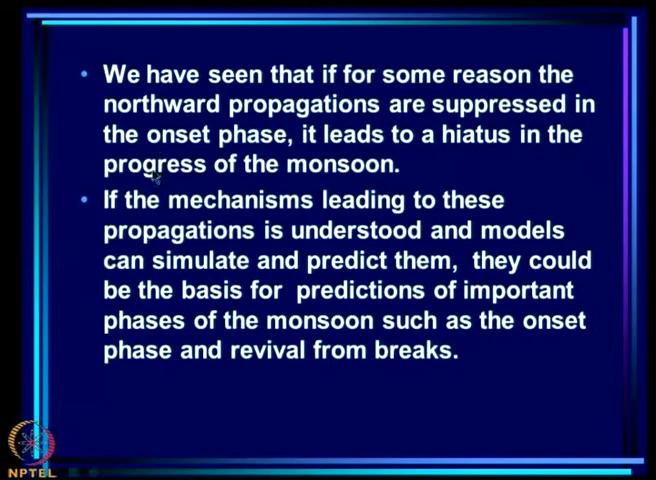 • We have seen that if for some reason the
northward propagations are suppressed in
the onset phase, it leads to a hiatus in the
progress of the monsoon.
• If the mechanisms leading to these
propagations is understood and models
can simulate and predict them, they could
be the basis for predictions of important
phases of the monsoon such as the onset
phase and revival from breaks.
NPTEL